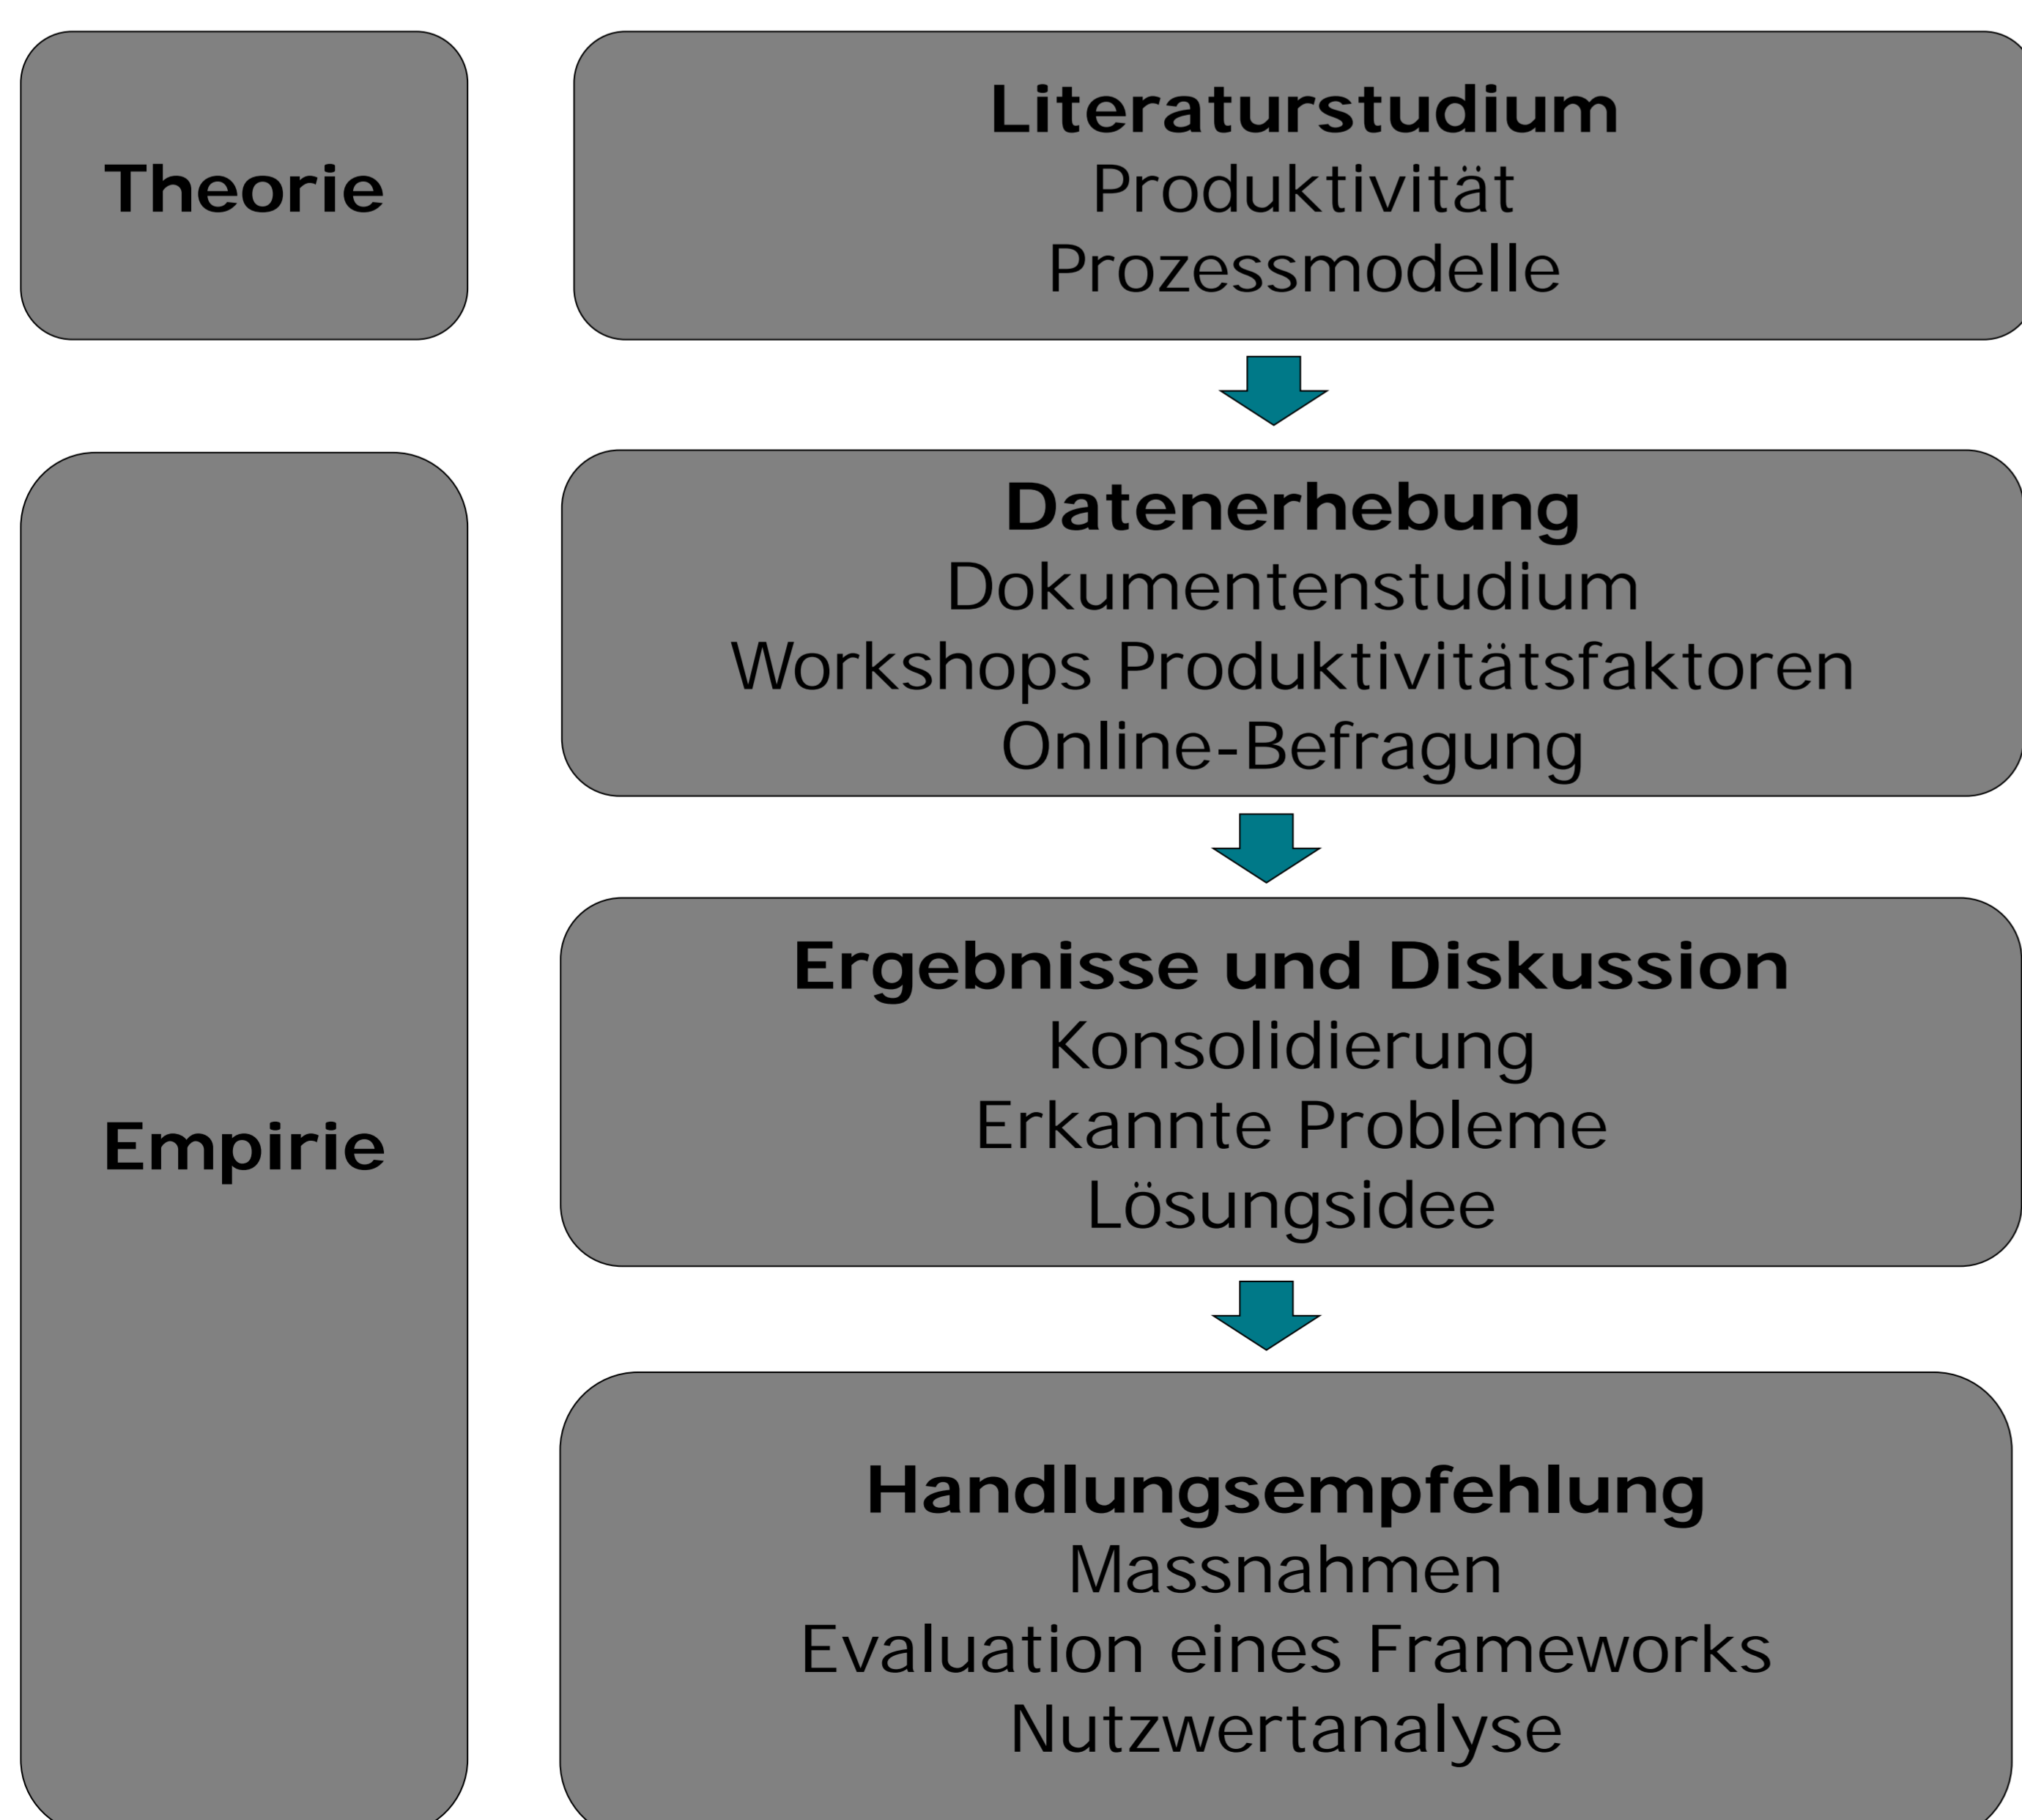 Theorie
Literaturstudium
Produktivität
Prozessmodelle
Empirie
Datenerhebung
Dokumentenstudium
Workshops Produktivitätsfaktoren
Online-Befragung
Ergebnisse und Diskussion
Konsolidierung
Erkannte Probleme
Lösungsidee
Handlungsempfehlung
Massnahmen
Evaluation eines Frameworks
Nutzwertanalyse